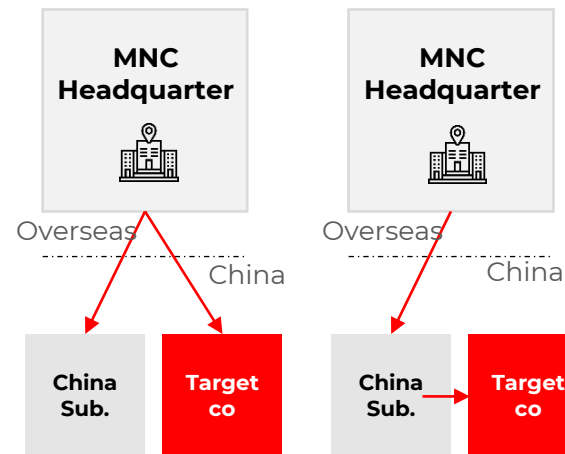 MNC
Headquarter
Overseas
China
China
Sub.
Target
co
MNC
Headquarter
Overseas
China
China
Sub.
Target
co